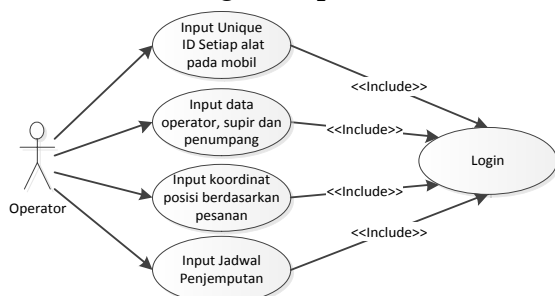 Input Unique
ID Setiap alat
pada mobil
<<Include>>
Input data
operator, supir dan
penumpang
<<Include>>
Login
Operator
Input koordinat
posisi berdasarkan
pesanan
<<Include>>
<<Include>>
Input Jadwal
Penjemputan